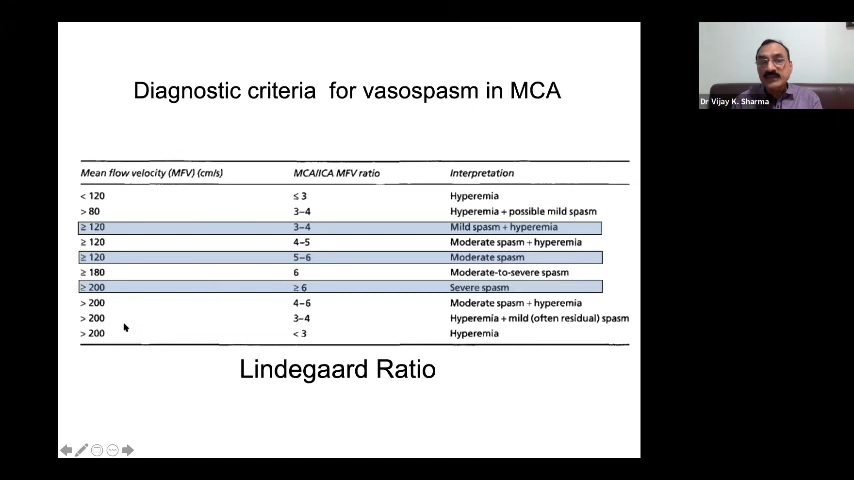 Diagnostic criteria for vasospasm in MCA
Dr Vijay K. Sharma
Mean flow velocity (MFV) (cm/s) MCA/ICA MFV ratio Interpretation
< 120 ≤ 3 Hyperemia
> 80 3–4 Hyperemia + possible mild spasm
≥ 120 3–4 Mild spasm + hyperemia
≥ 120 4–5 Moderate spasm + hyperemia
≥ 120 5–6 Moderate spasm
≥ 180 6 Moderate-to-severe spasm
≥ 200 ≥ 6 Severe spasm
> 200 4–6 Moderate spasm + hyperemia
> 200 3–4 Hyperemia + mild (often residual) spasm
> 200 < 3 Hyperemia
Lindegaard Ratio